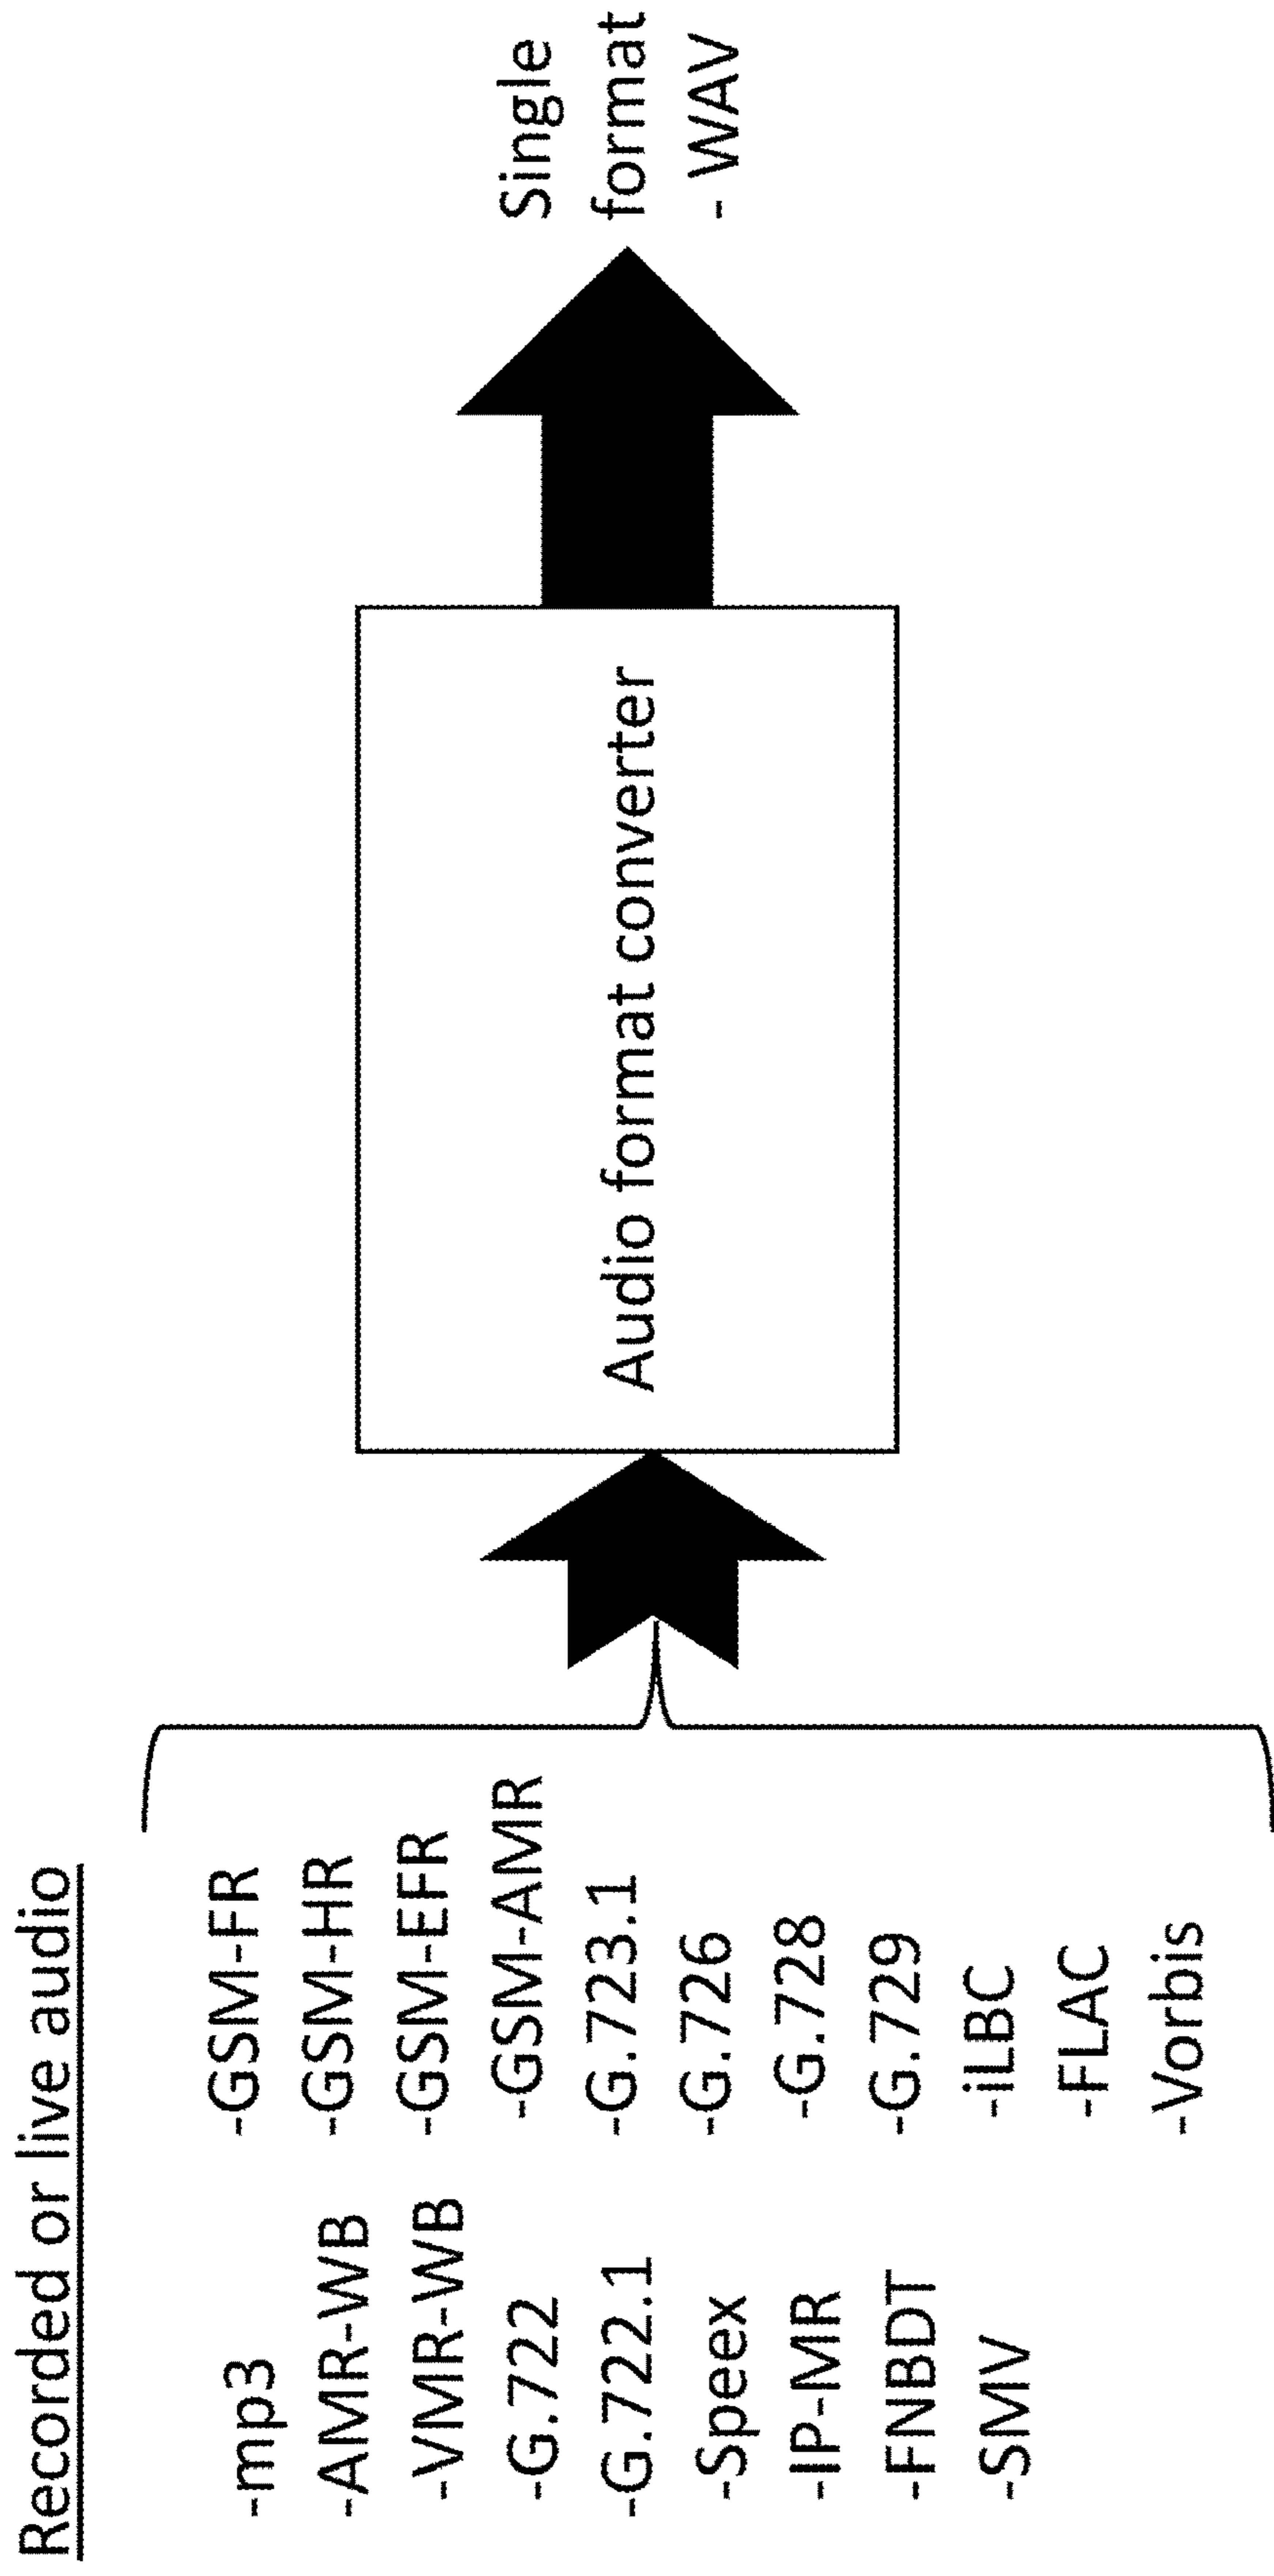 Recorded or live audio
-mp3
-AMR-WB
-VMR-WB
-G.722
-G.722.1
-Speex
-IP-MR
-FNBDT
-SMV
-GSM-FR
-GSM-HR
-GSM-EFR
-GSM-AMR
-G.723.1
-G.726
-G.728
-G.729
-iLBC
-FLAC
-Vorbis
Audio format converter
Single
format
- WAV